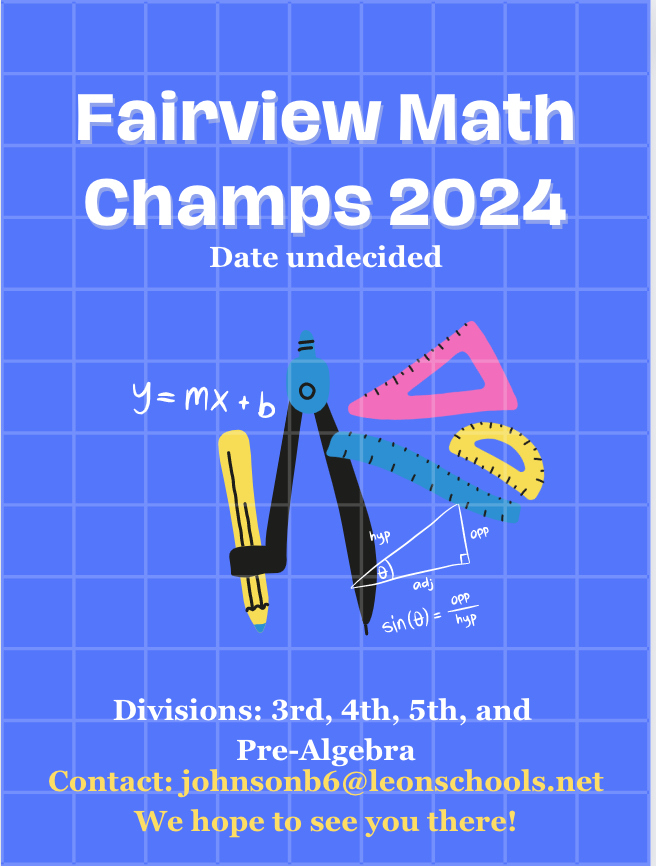 Fairview Math
Champs 2024
Date undecided
y = mx + b
hyp
opp
θ
adj
sin(θ) = opp/hyp
Divisions: 3rd, 4th, 5th, and
Pre-Algebra
Contact: johnsonb6@leonschools.net
We hope to see you there!